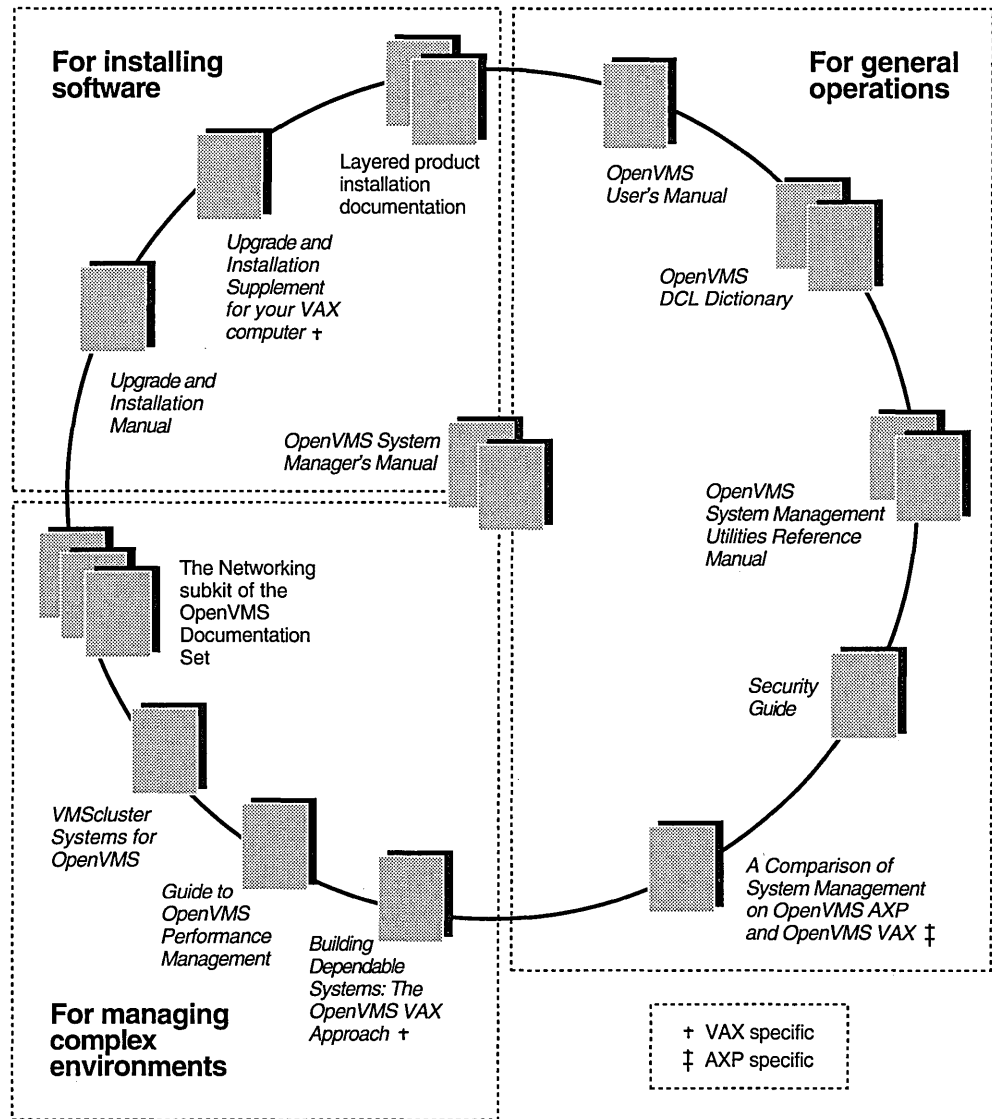 For installing
software
Layered product
installation
documentation
Upgrade and
Installation
Supplement
for your VAX
computer †
Upgrade and
Installation
Manual
OpenVMS System
Manager's Manual
For general
operations
OpenVMS
User's Manual
OpenVMS
DCL Dictionary
OpenVMS
System Management
Utilities Reference
Manual
Security
Guide
A Comparison of
System Management
on OpenVMS AXP
and OpenVMS VAX ‡
The Networking
subkit of the
OpenVMS
Documentation
Set
VMScluster
Systems for
OpenVMS
Guide to
OpenVMS
Performance
Management
Building
Dependable
Systems: The
OpenVMS VAX
Approach †
For managing
complex
environments
† VAX specific
‡ AXP specific